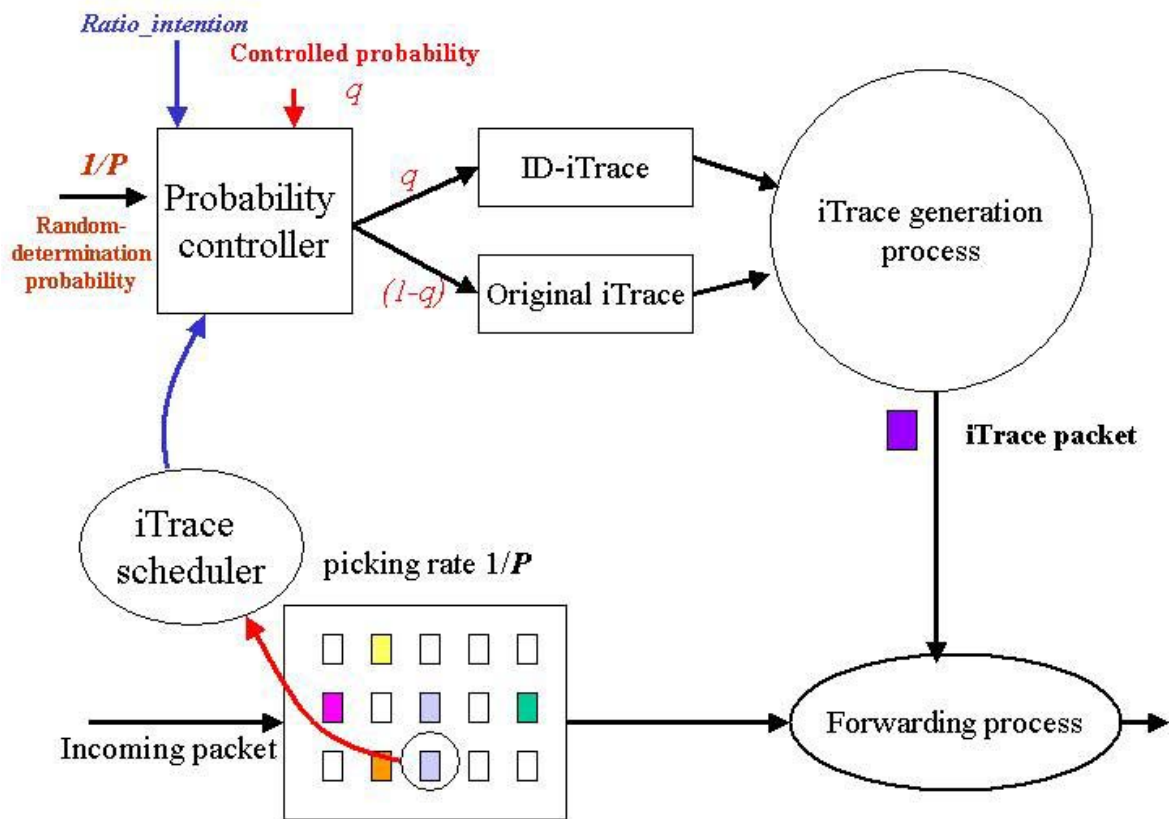 Ratio_intention
Controlled probability
q
1/P
Random-
determination
probability
Probability
controller
q
(1-q)
ID-iTrace
Original iTrace
iTrace generation
process
iTrace packet
iTrace
scheduler
picking rate 1/P
Incoming packet
Forwarding process